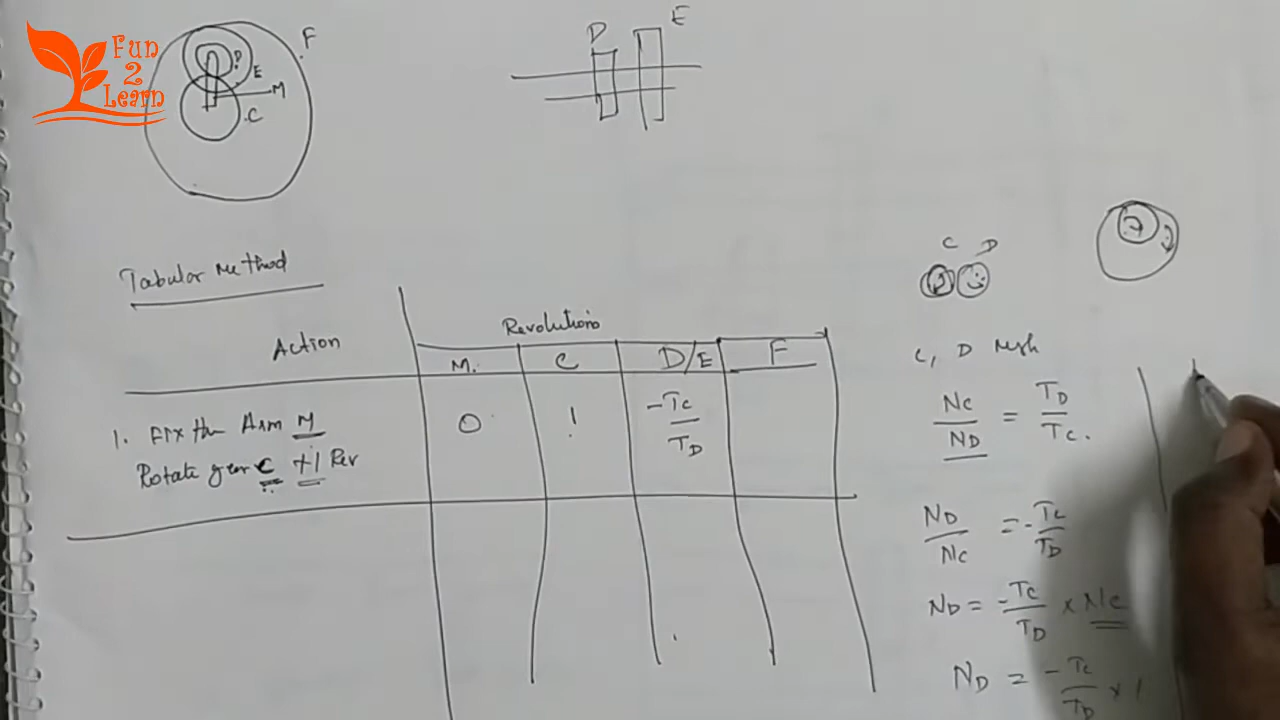 Fun
2
Learn
F
D
E
M
C
D
E
Tabular Method
Action
Revolutions
M. C D/E F
1. Fix the Arm M
Rotate gear C +1 Rev
0 1 -TC/TD
C D
C, D mesh
NC/ND = TD/TC.
ND/NC = -TC/TD
ND = -TC/TD × NC
ND = -TC/TD × 1